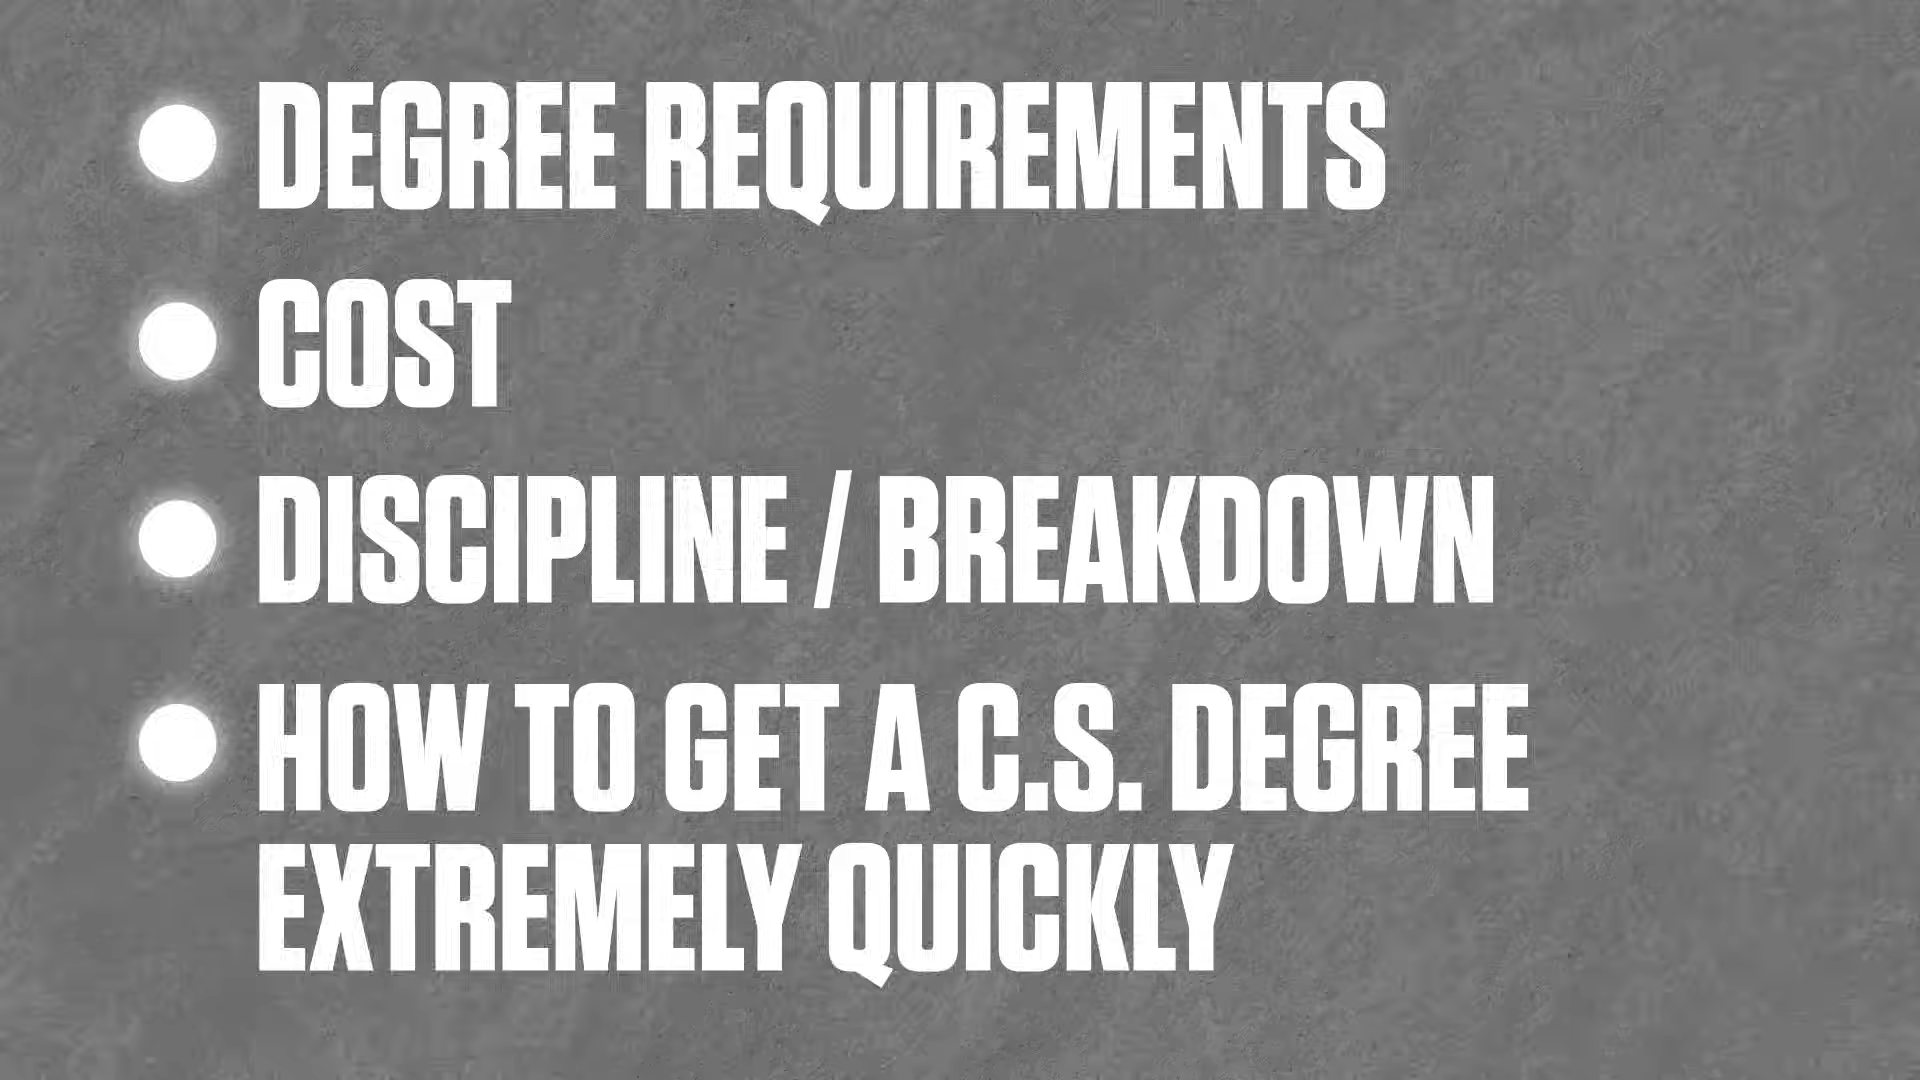 DEGREE REQUIREMENTS
COST
DISCIPLINE / BREAKDOWN
HOW TO GET A C.S. DEGREE
EXTREMELY QUICKLY